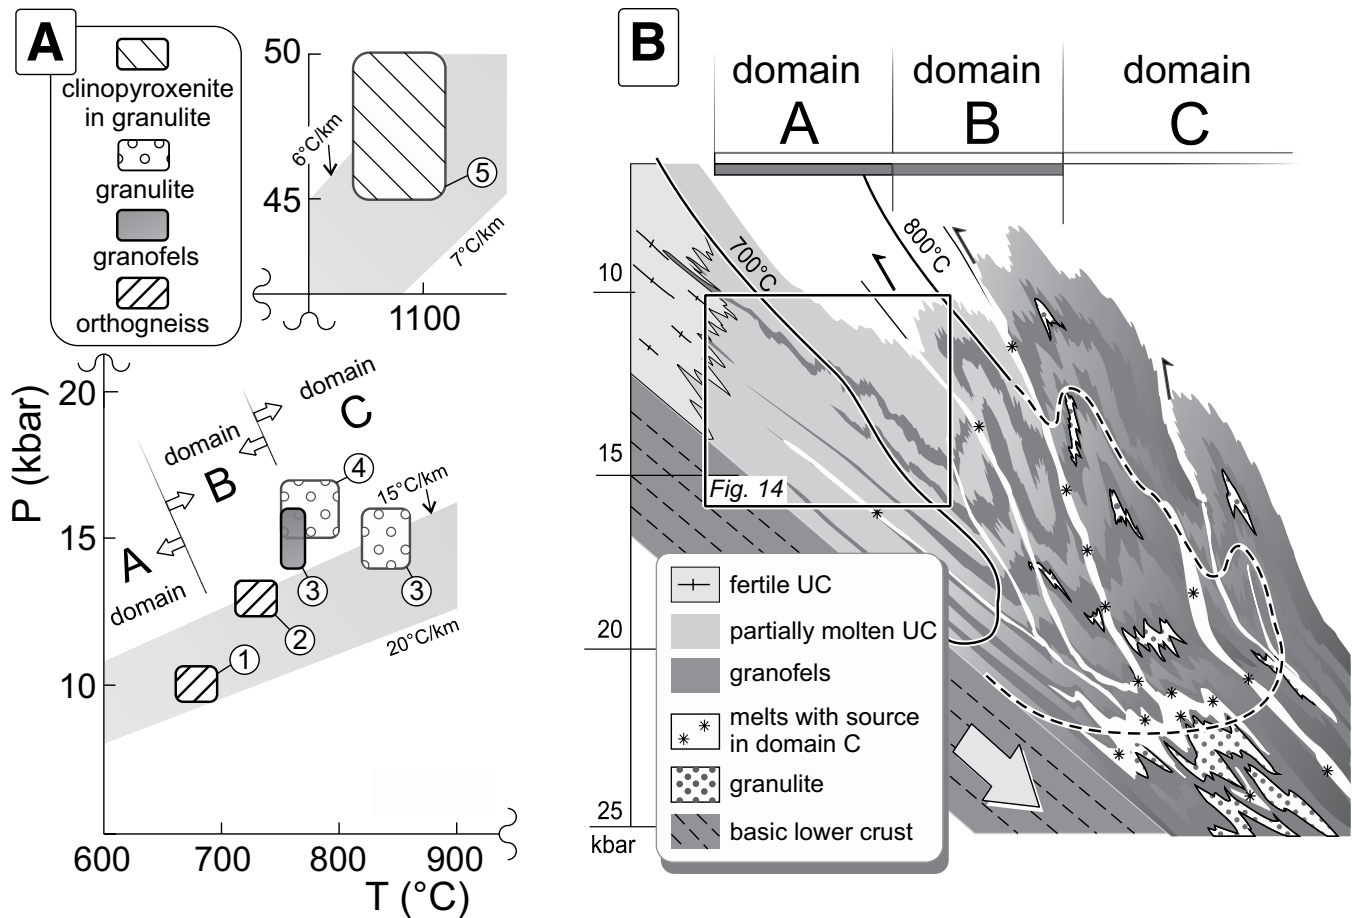 A
clinopyroxenite
in granulite
granulite
granofels
orthogneiss
50
45
6°C/km
5
7°C/km
1100
P (kbar)
20
15
10
domain
C
domain
B
A
domain
4
15°C/km
3
3
2
20°C/km
1
600
700
800
900
T (°C)
B
domain
A
domain
B
domain
C
700°C
800°C
10
15
20
25
kbar
Fig. 14
fertile UC
partially molten UC
granofels
melts with source
in domain C
granulite
basic lower crust